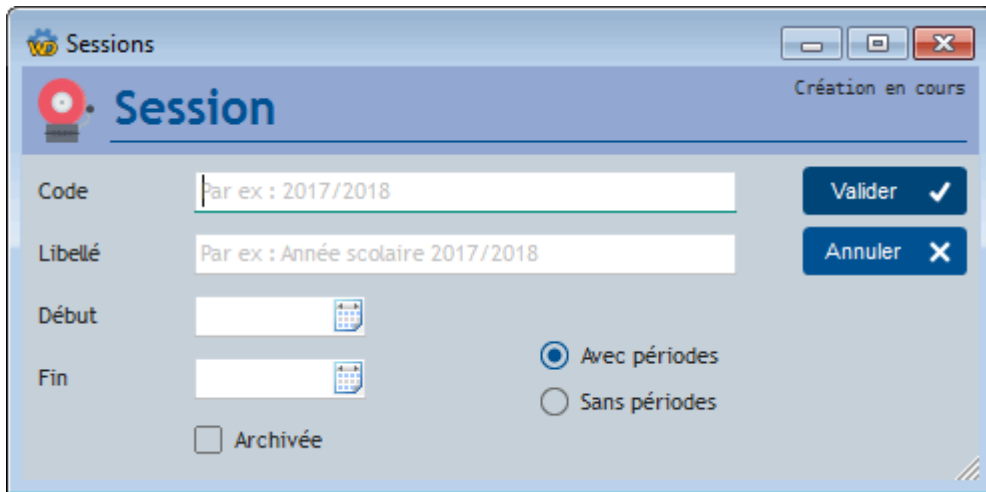 WD Sessions
Création en cours
Session
Code Par ex : 2017/2018 Valider
Libellé Par ex : Année scolaire 2017/2018 Annuler
Début
Avec périodes
Fin
Sans périodes
Archivée